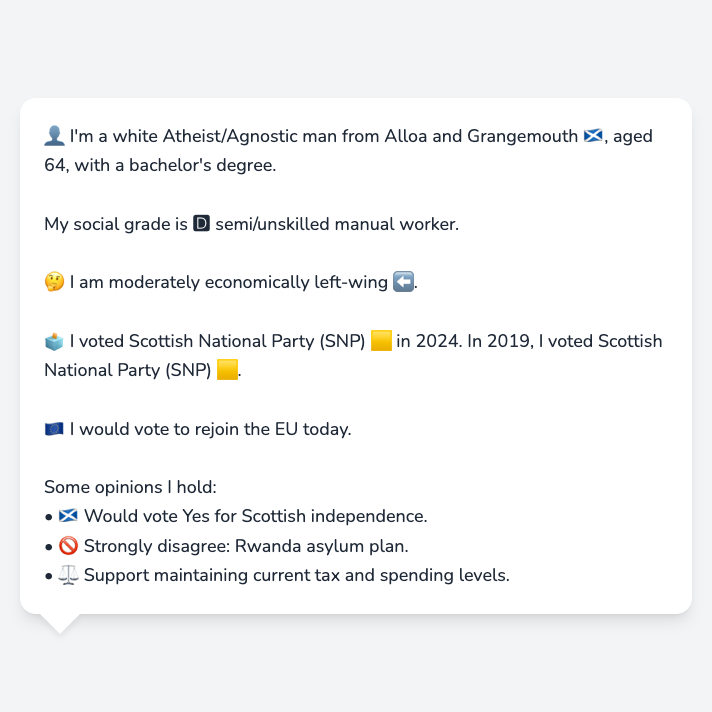 👤 I'm a white Atheist/Agnostic man from Alloa and Grangemouth 🏴󠁧󠁢󠁳󠁣󠁴󠁿, aged
64, with a bachelor's degree.
My social grade is 🅳 semi/unskilled manual worker.
🤔 I am moderately economically left-wing ⬅️.
🗳️ I voted Scottish National Party (SNP) 🟨 in 2024. In 2019, I voted Scottish
National Party (SNP) 🟨.
🇪🇺 I would vote to rejoin the EU today.
Some opinions I hold:
• 🏴󠁧󠁢󠁳󠁣󠁴󠁿 Would vote Yes for Scottish independence.
• 🚫 Strongly disagree: Rwanda asylum plan.
• ⚖️ Support maintaining current tax and spending levels.